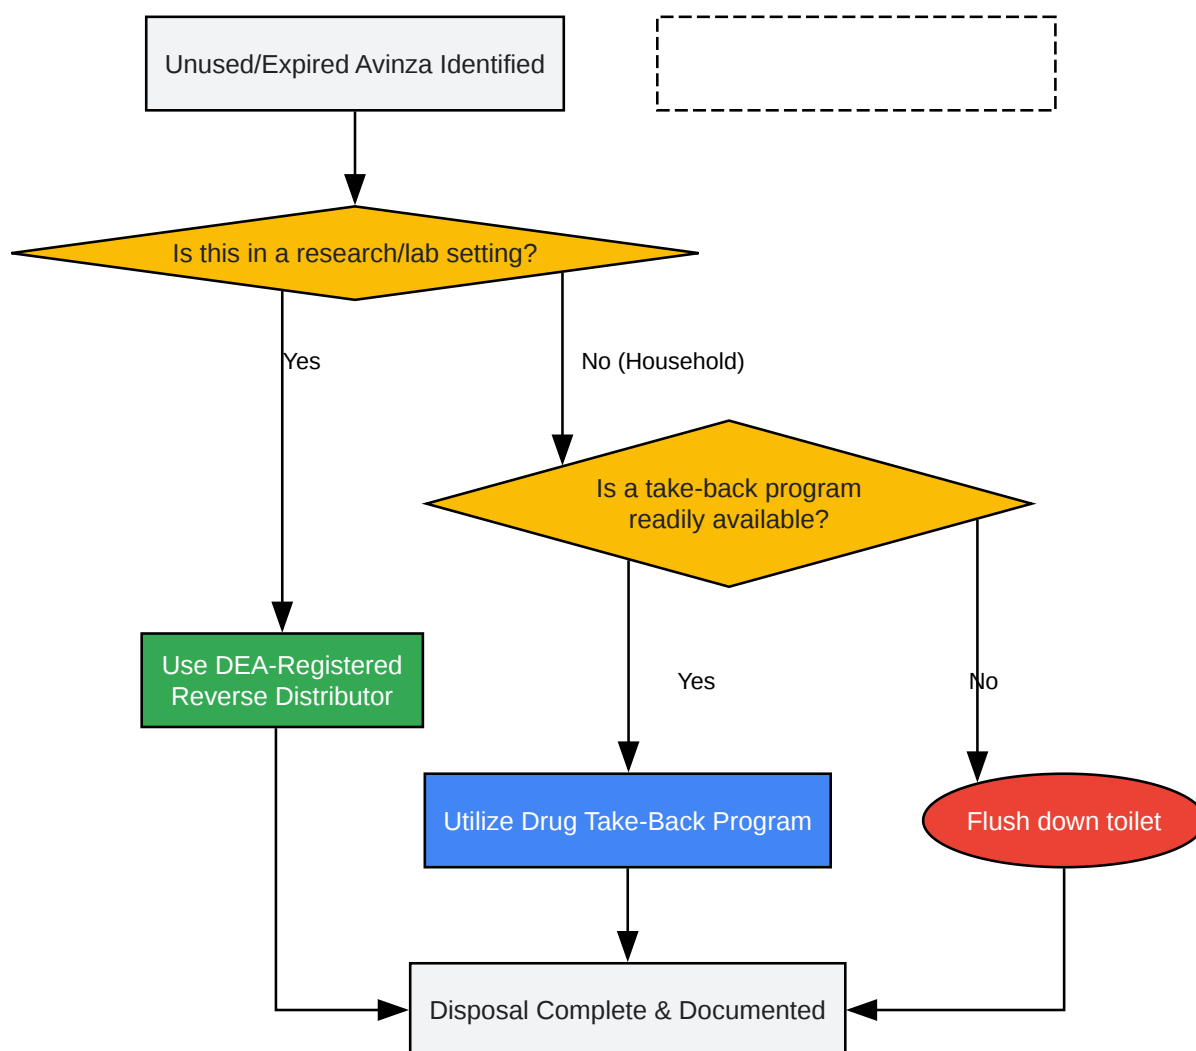 Unused/Expired Avinza Identified
Is this in a research/lab setting?
Yes
No (Household)
Is a take-back program
readily available?
Use DEA-Registered
Reverse Distributor
Yes
No
Utilize Drug Take-Back Program
Flush down toilet
Disposal Complete & Documented